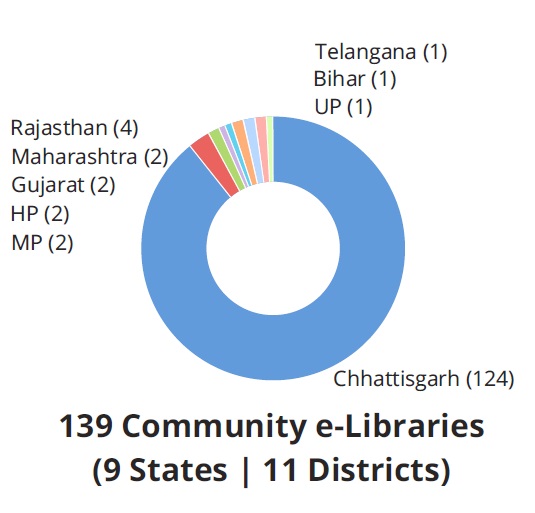 Telangana (1)
Bihar (1)
UP (1)
Rajasthan (4)
Maharashtra (2)
Gujarat (2)
HP (2)
MP (2)
Chhattisgarh (124)
139 Community e-Libraries
(9 States | 11 Districts)